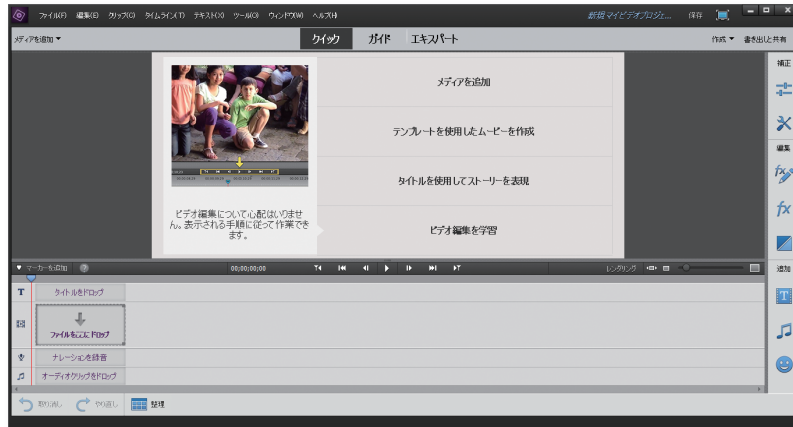 ファイル(F) 編集(E) クリップ(C) タイムライン(T) テキスト(X) ツール(O) ウィンドウ(W) ヘルプ(H) 新規マイビデオプロジェ... 保存
メディアを追加 クイック ガイド エキスパート 作成 書き出しと共有
補正
メディアを追加
テンプレートを使用したムービーを作成
編集
タイトルを使用してストーリーを表現
ビデオ編集について心配はいりませ
ん。表示される手順に従って作業でき
ます。
ビデオ編集を学習
マーカーを追加 00;00;00;00 レンダリング
追加
タイトルをドロップ
ファイルをここにドロップ
ナレーションを録音
オーディオクリップをドロップ
取り消し やり直し 整理